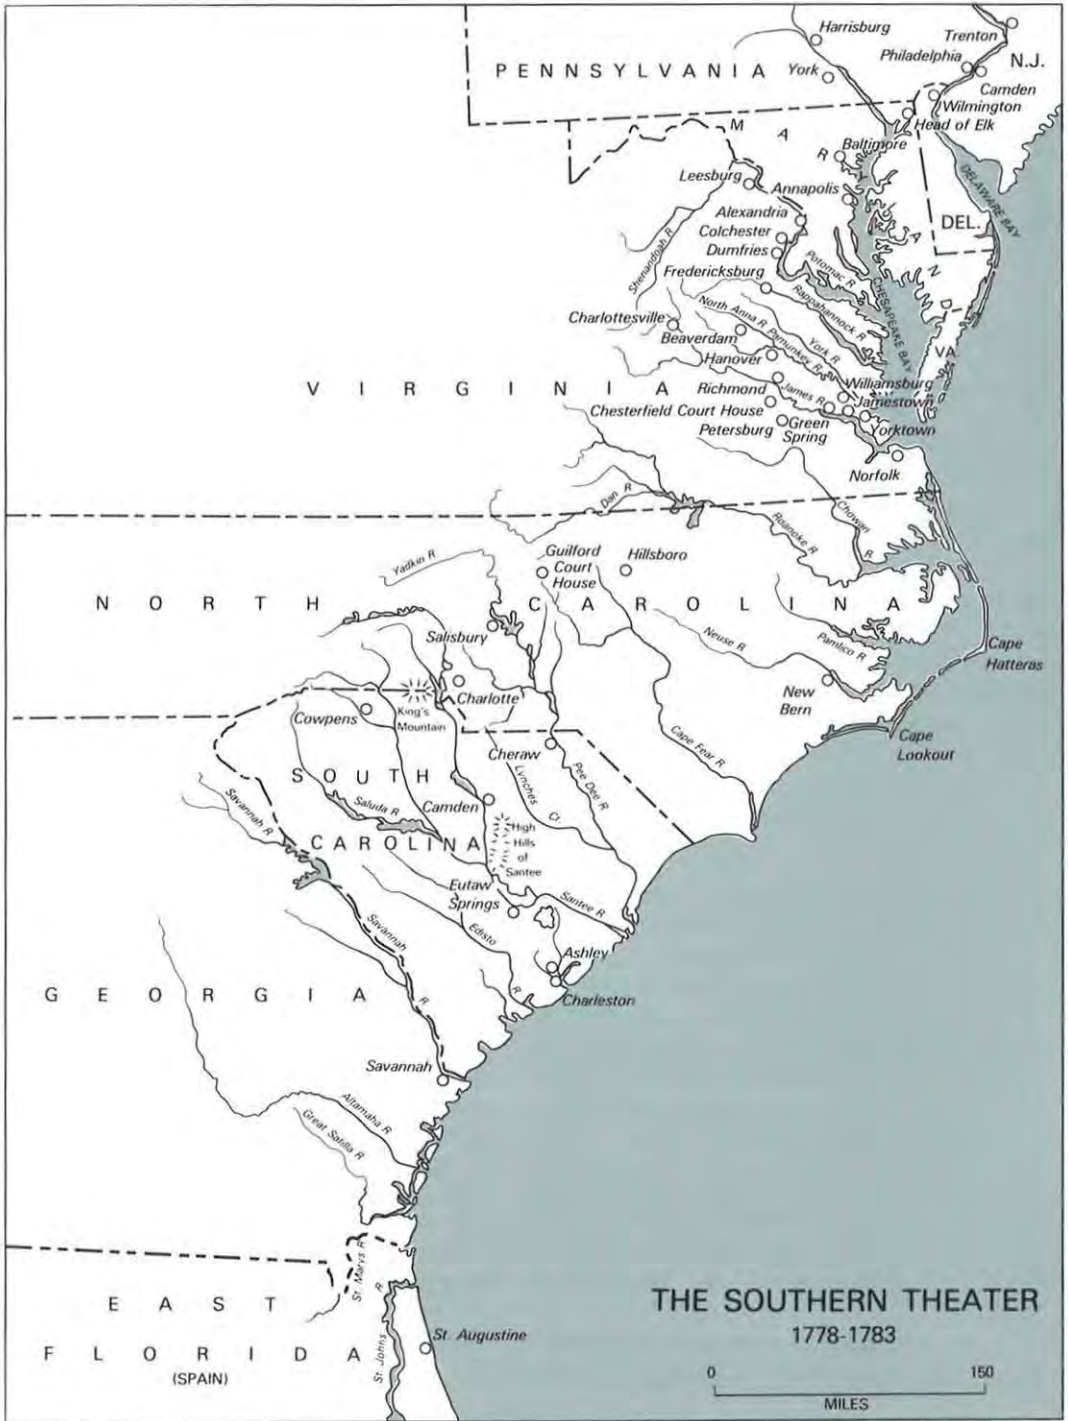 Harrisburg
Trenton
Philadelphia
N.J.
PENNSYLVANIA
York
Camden
Wilmington
Head of Elk
MARYLAND
Baltimore
DELAWARE BAY
Leesburg
Annapolis
Alexandria
DEL.
Colchester
Dumfries
Shenandoah R
Potomac R
Fredericksburg
CHESAPEAKE BAY
Rappahannock R
North Anna R
Charlottesville
Beaverdam
Pamunkey R
York R
VA
Hanover
VIRGINIA
Richmond
James R
Williamsburg
Jamestown
Chesterfield Court House
Petersburg
Green
Spring
Yorktown
Norfolk
Dan R
Chowan
R
Roanoke R
Yadkin R
Guilford
Court
House
Hillsboro
NORTH CAROLINA
Salisbury
Neuse R
Pamlico R
Cape
Hatteras
Charlotte
King's
Mountain
Cowpens
New
Bern
Cape Fear R
Cape
Lookout
Cheraw
SOUTH
CAROLINA
Lynches
Cr
Pee Dee R
Saluda R
Camden
Savannah R
High
Hills
of
Santee
Eutaw
Springs
Santee R
Edisto
R
Savannah
R
Ashley
Charleston
GEORGIA
Savannah
Altamaha R
Great Satilla R
St. Marys R
EAST
FLORIDA
(SPAIN)
St. Johns
R
St. Augustine
THE SOUTHERN THEATER
1778-1783
0 150
MILES